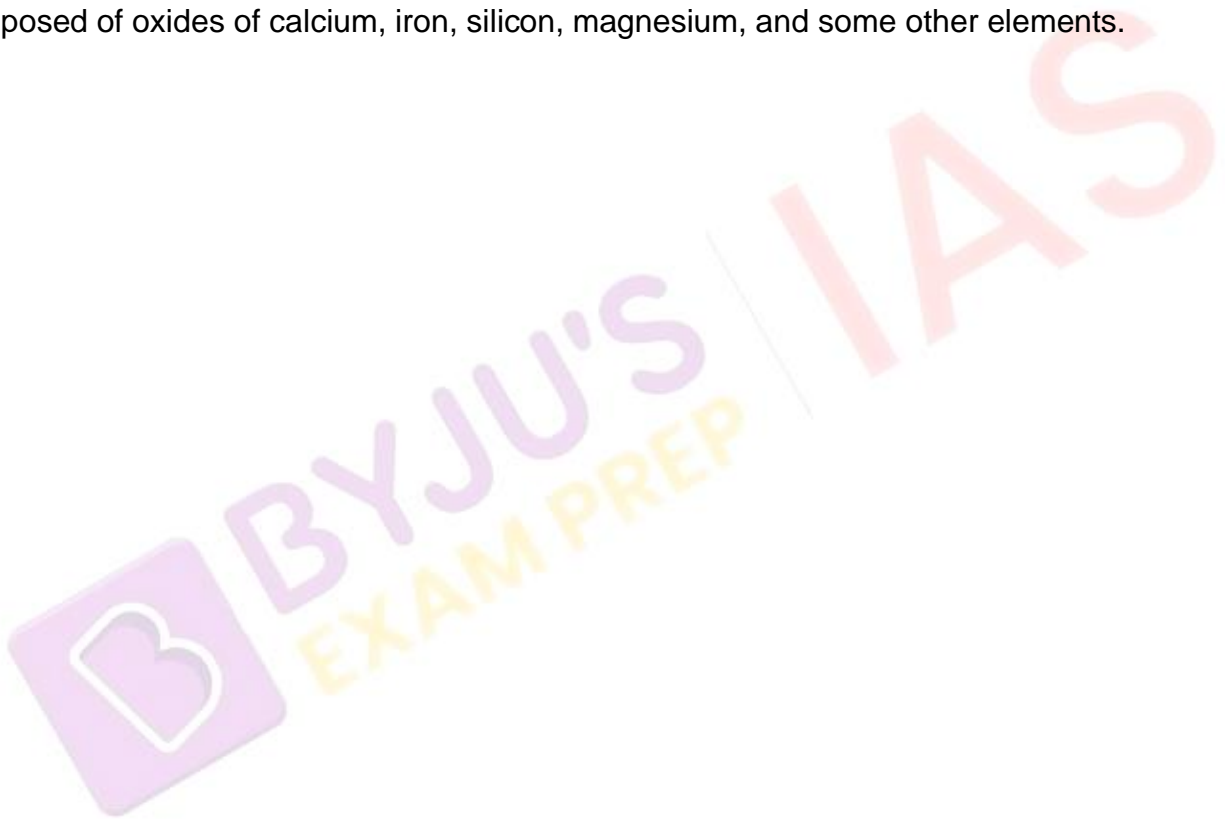 posed of oxides of calcium, iron, silicon, magnesium, and some other elements.
BYJU'S
EXAM PREP
IAS